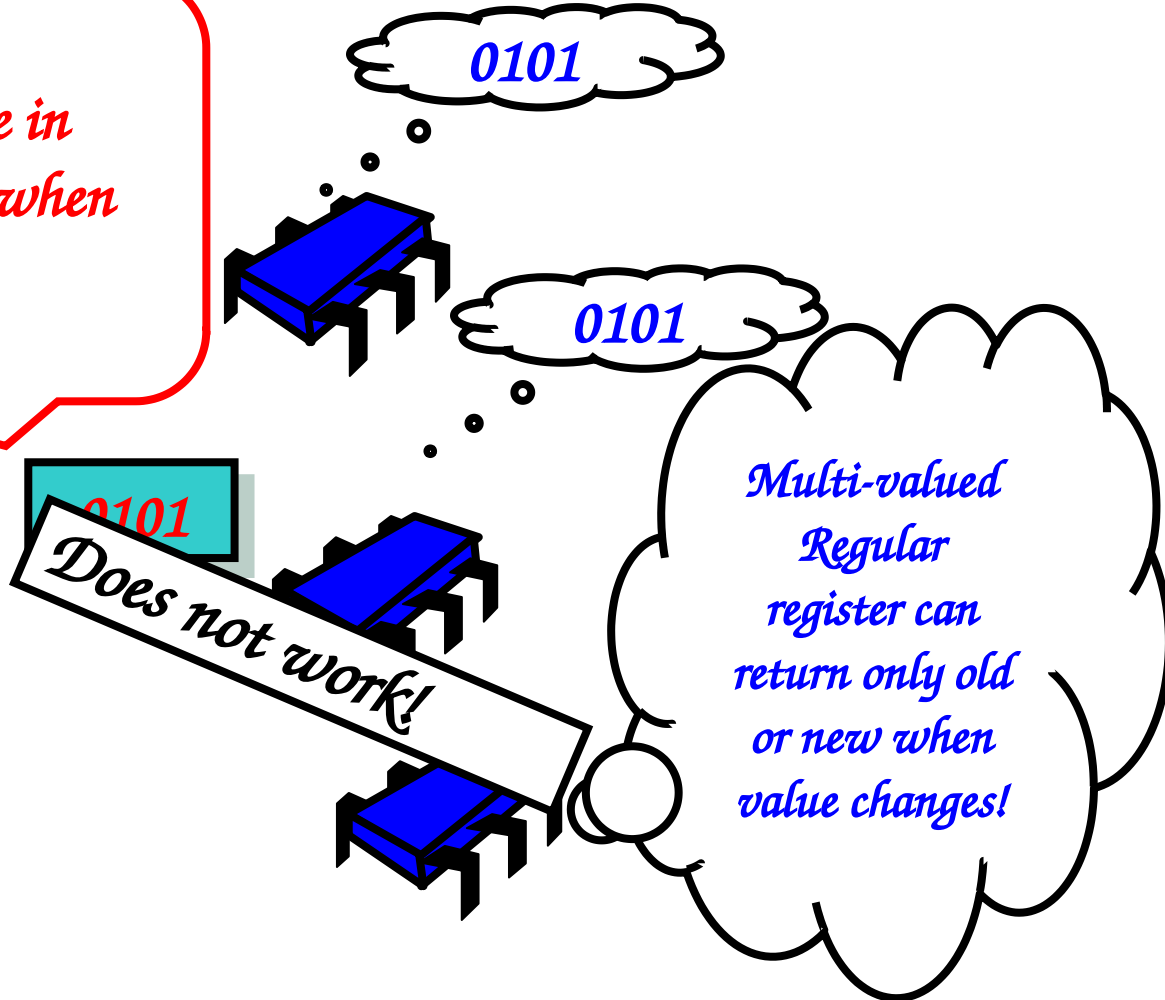 0101
e in
when
0101
0101
Does not work!
Multi-valued
Regular
register can
return only old
or new when
value changes!